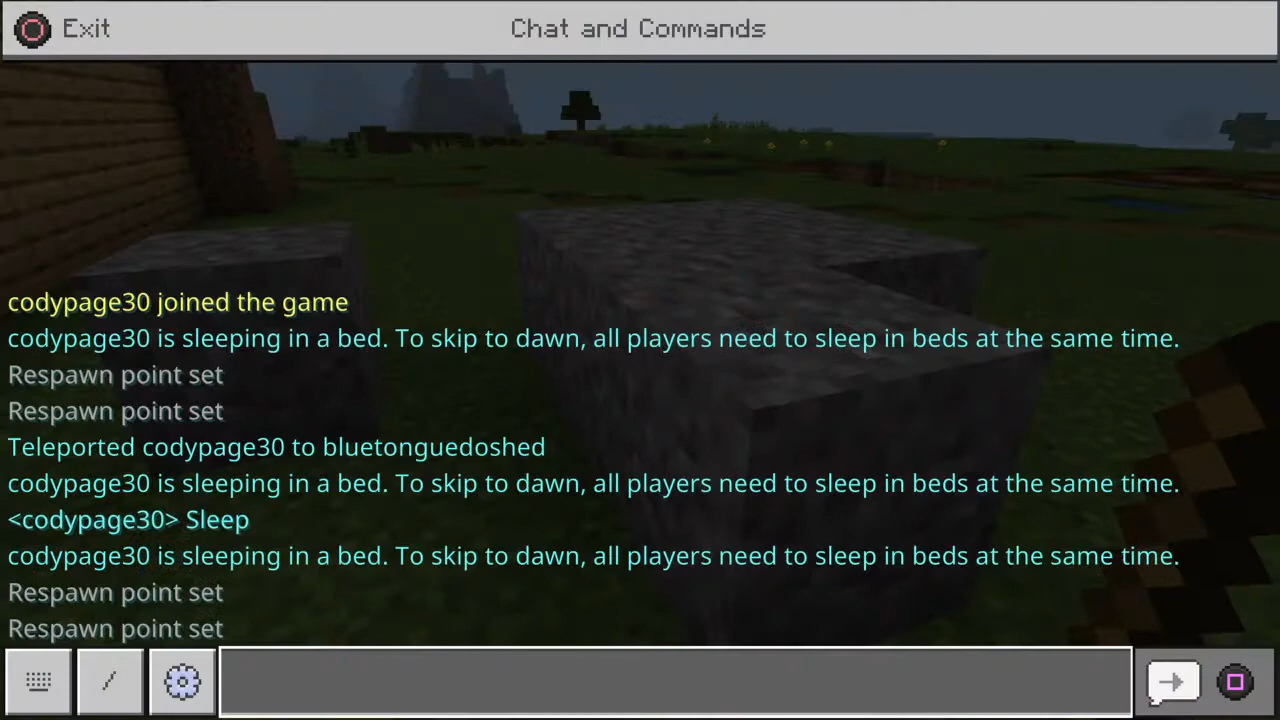 Exit
Chat and Commands
codypage30 joined the game
codypage30 is sleeping in a bed. To skip to dawn, all players need to sleep in beds at the same time.
Respawn point set
Respawn point set
Teleported codypage30 to bluetonguedoshed
codypage30 is sleeping in a bed. To skip to dawn, all players need to sleep in beds at the same time.
<codypage30> Sleep
codypage30 is sleeping in a bed. To skip to dawn, all players need to sleep in beds at the same time.
Respawn point set
Respawn point set
/